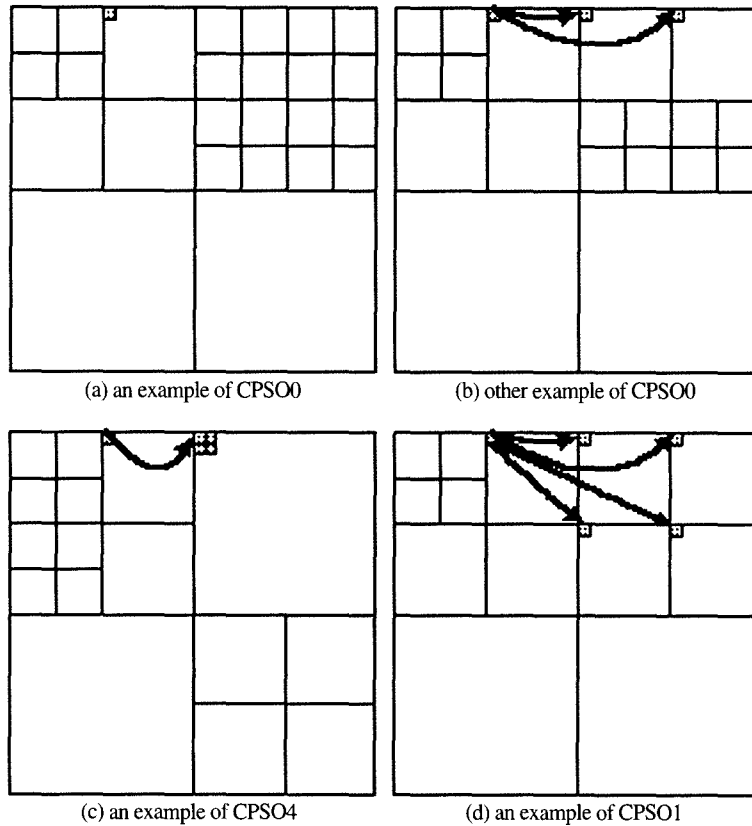 (a) an example of CPSO0
(b) other example of CPSO0
(c) an example of CPSO4
(d) an example of CPSO1